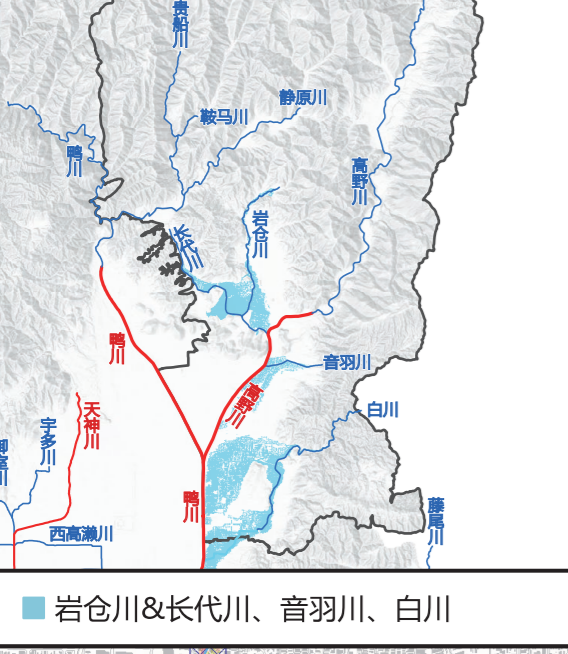 贵船川
静原川
鞍马川
鸭川
高野川
岩仓川
长代川
鸭川
音羽川
高野川
白川
天神川
宇多川
御室川
鸭川
藤尾川
西高濑川
岩仓川&长代川、音羽川、白川